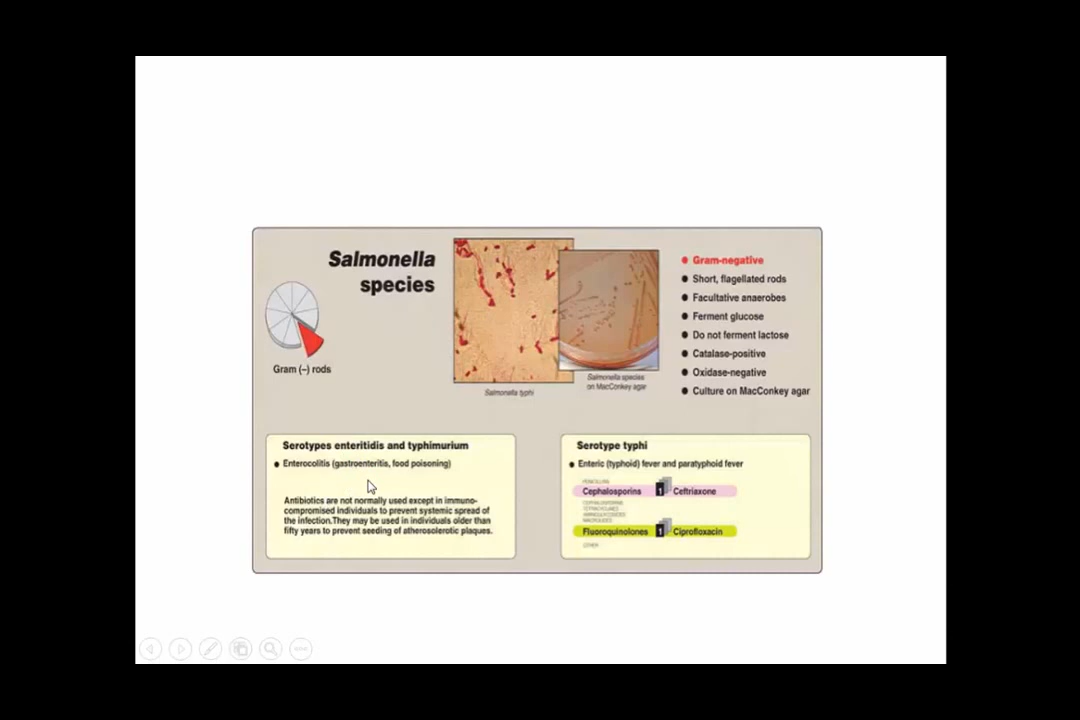 Salmonella
species
Gram (–) rods
Salmonella typhi
Salmonella species
on MacConkey agar
● Gram-negative
● Short, flagellated rods
● Facultative anaerobes
● Ferment glucose
● Do not ferment lactose
● Catalase-positive
● Oxidase-negative
● Culture on MacConkey agar
Serotypes enteritidis and typhimurium
● Enterocolitis (gastroenteritis, food poisoning)
Antibiotics are not normally used except in immuno-
compromised individuals to prevent systemic spread of
the infection.They may be used in individuals older than
fifty years to prevent seeding of atherosclerotic plaques.
Serotype typhi
● Enteric (typhoid) fever and paratyphoid fever
Cephalosporins 1 Ceftriaxone
TETRACYCLINES
AMINOGLYCOSIDES
MACROLIDES
Fluoroquinolones 1 Ciprofloxacin
OTHER